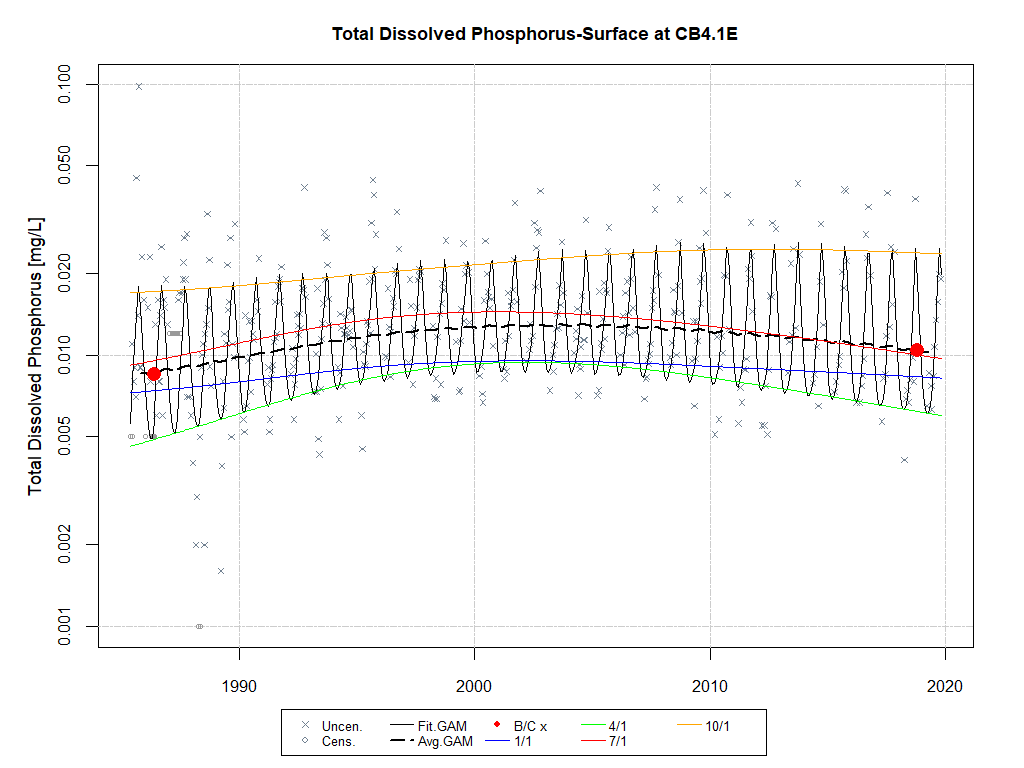 Total Dissolved Phosphorus-Surface at CB4.1E
Total Dissolved Phosphorus [mg/L]
0.100
0.050
0.020
0.010
0.005
0.002
0.001
1990 2000 2010 2020
Uncen. Fit.GAM B/C x 4/1 10/1
Cens. Avg.GAM 1/1 7/1